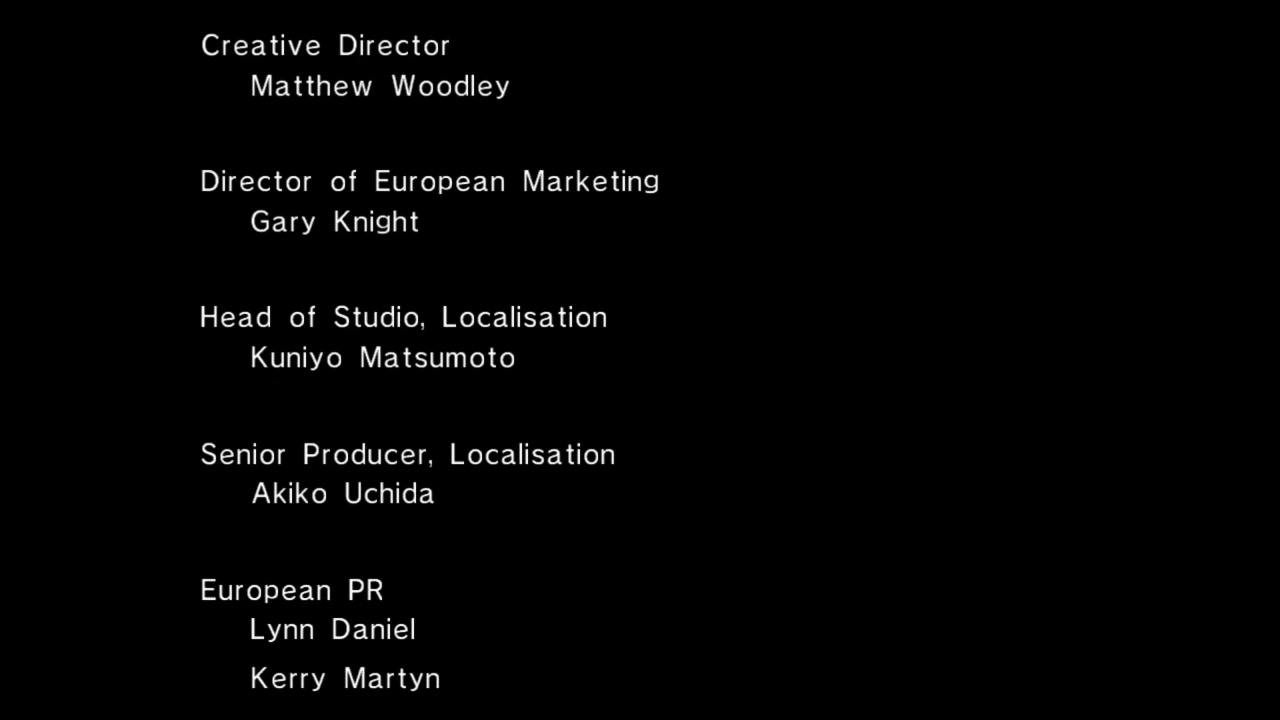 Creative Director
Matthew Woodley
Director of European Marketing
Gary Knight
Head of Studio, Localisation
Kuniyo Matsumoto
Senior Producer, Localisation
Akiko Uchida
European PR
Lynn Daniel
Kerry Martyn